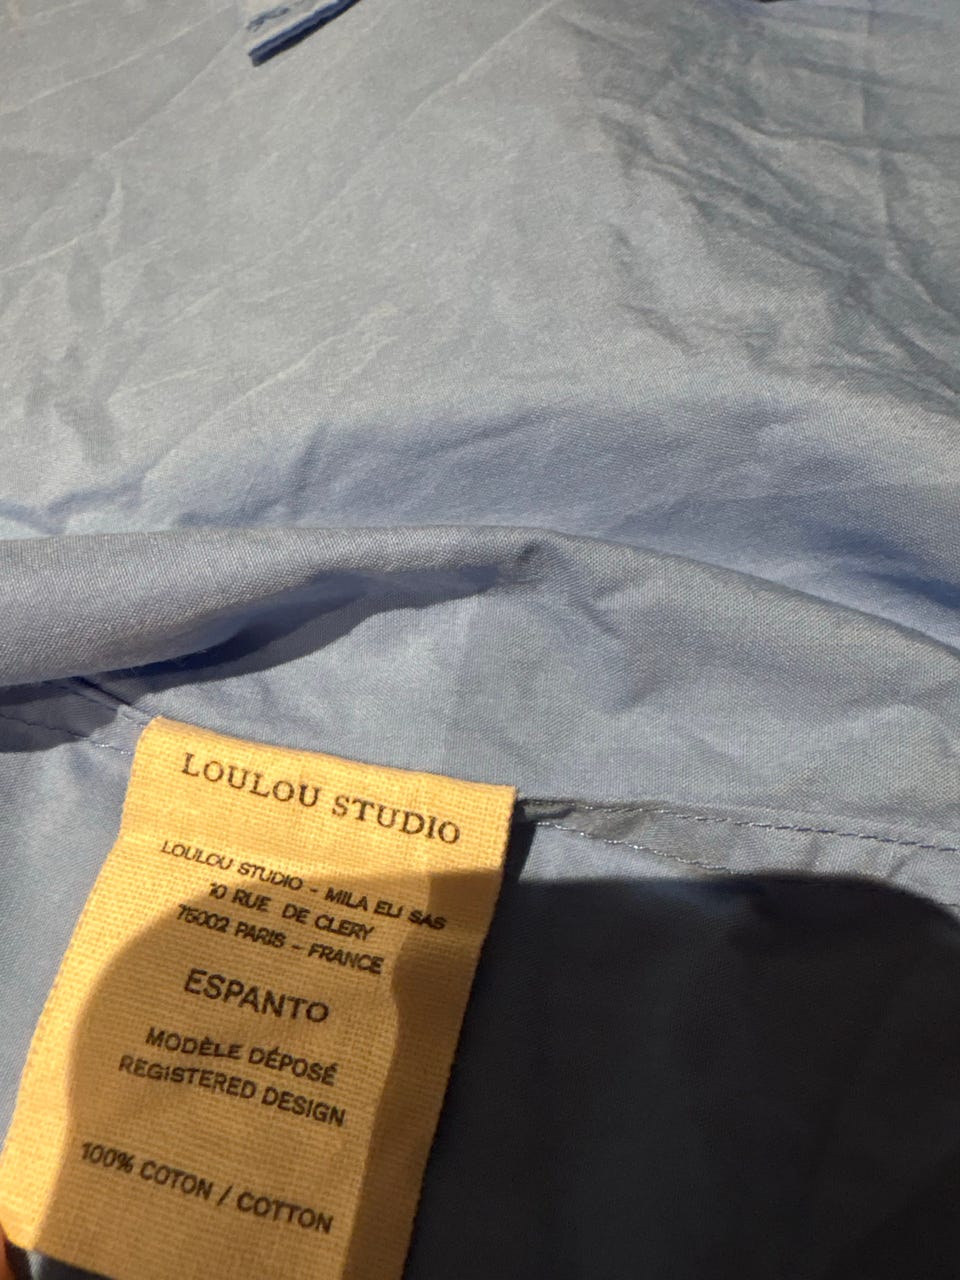 LOULOU STUDIO
LOULOU STUDIO - MILA ELI SAS
10 RUE DE CLERY
75002 PARIS - FRANCE
ESPANTO
MODÈLE DÉPOSÉ
REGISTERED DESIGN
100% COTON / COTTON